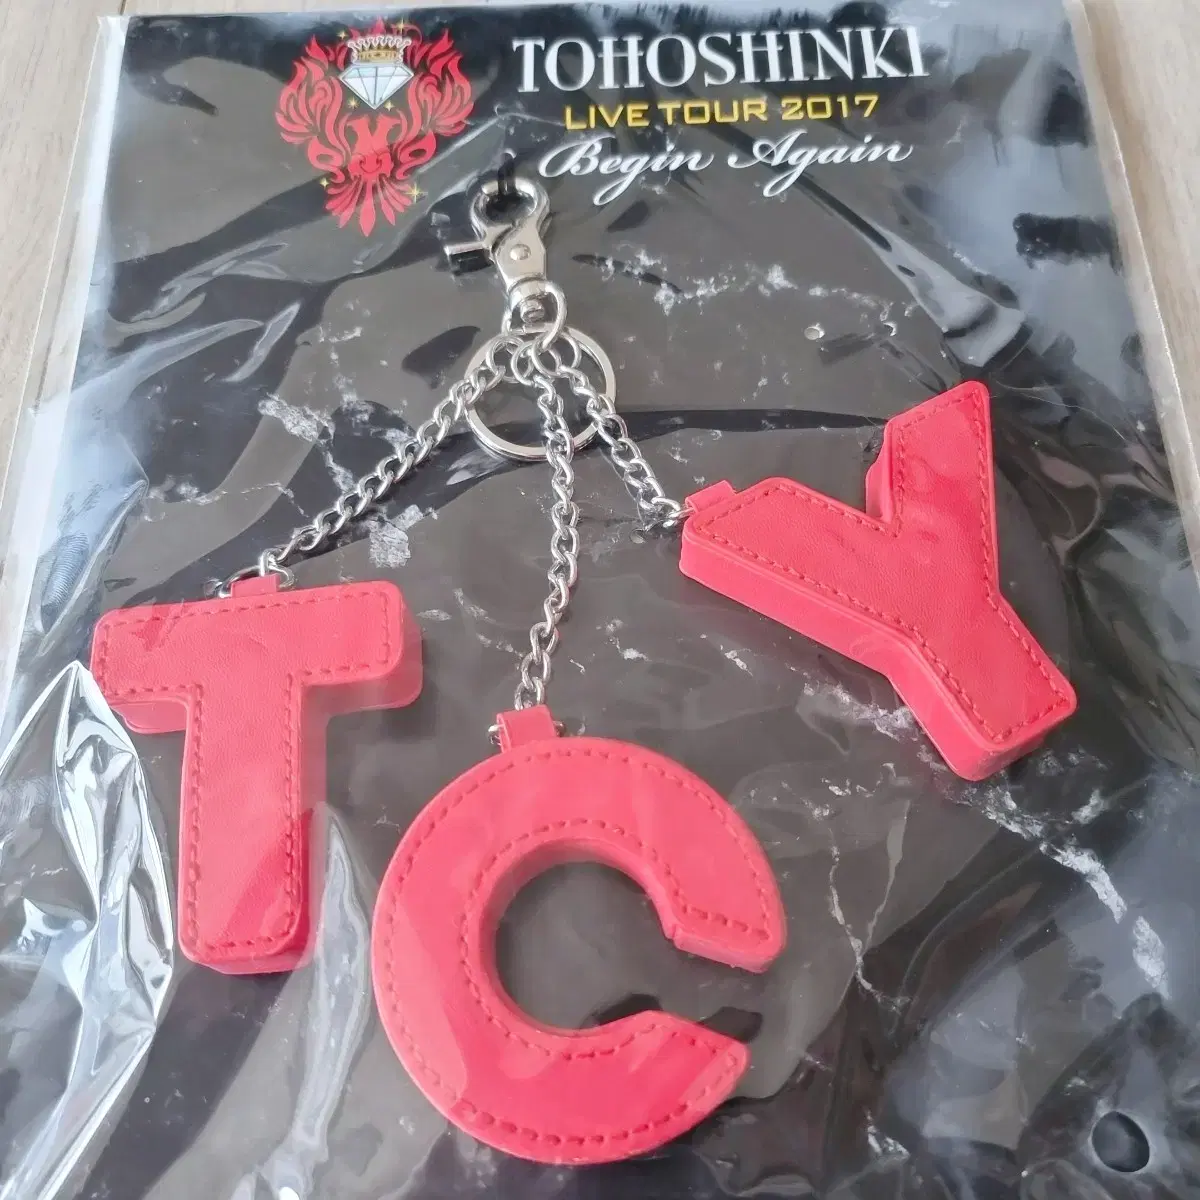 TOHOSHINKI
LIVE TOUR 2017
Begin Again
T
C
Y